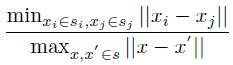 min_{x_i∈s_i,x_j∈s_j} ||x_i − x_j||
max_{x,x'∈s} ||x − x'||